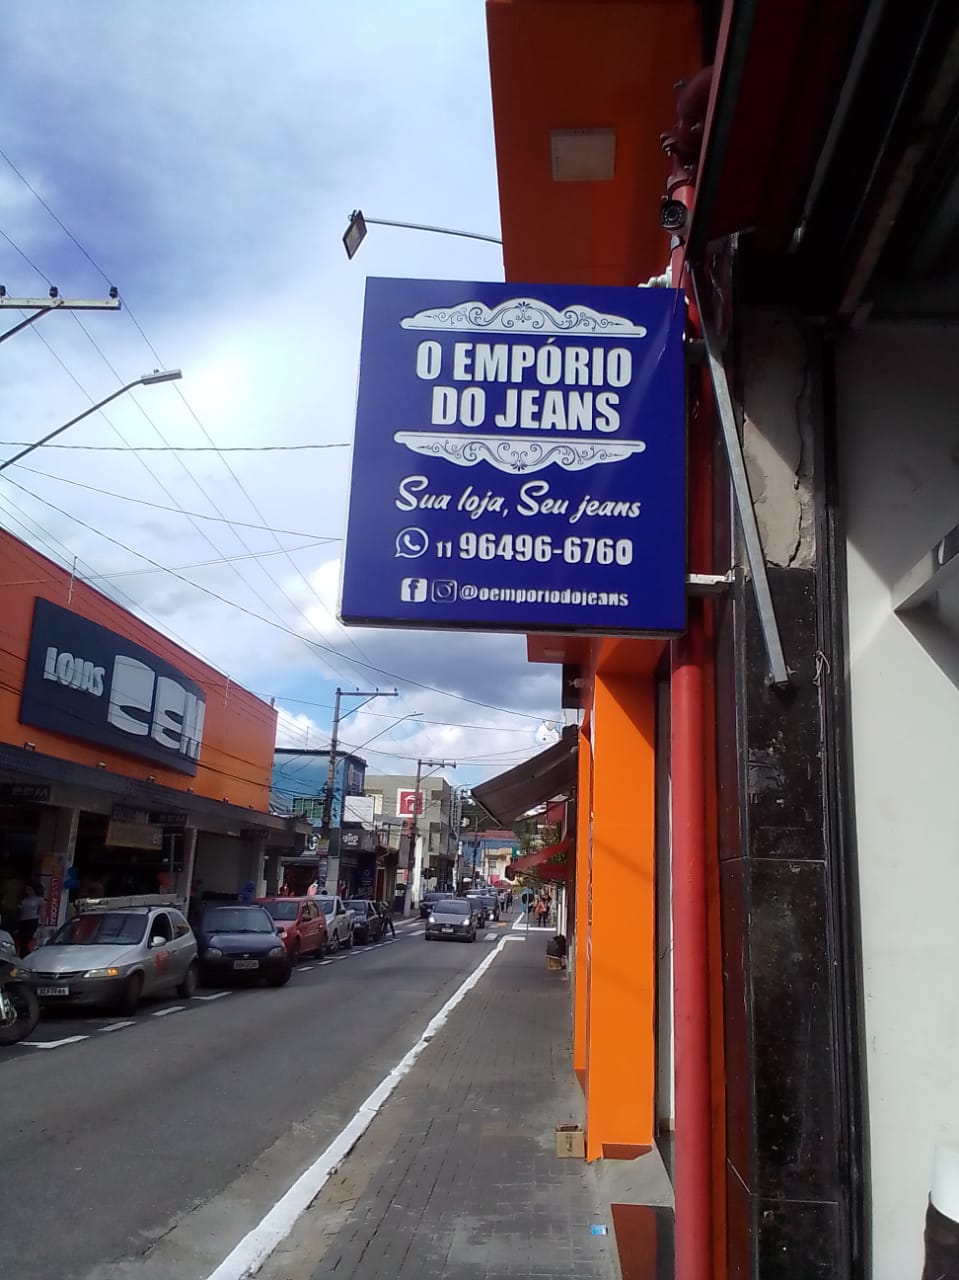 O EMPÓRIO
DO JEANS
Sua loja, Seu jeans
11 96496-6760
@oemporiodojeans
LOJAS
CEM